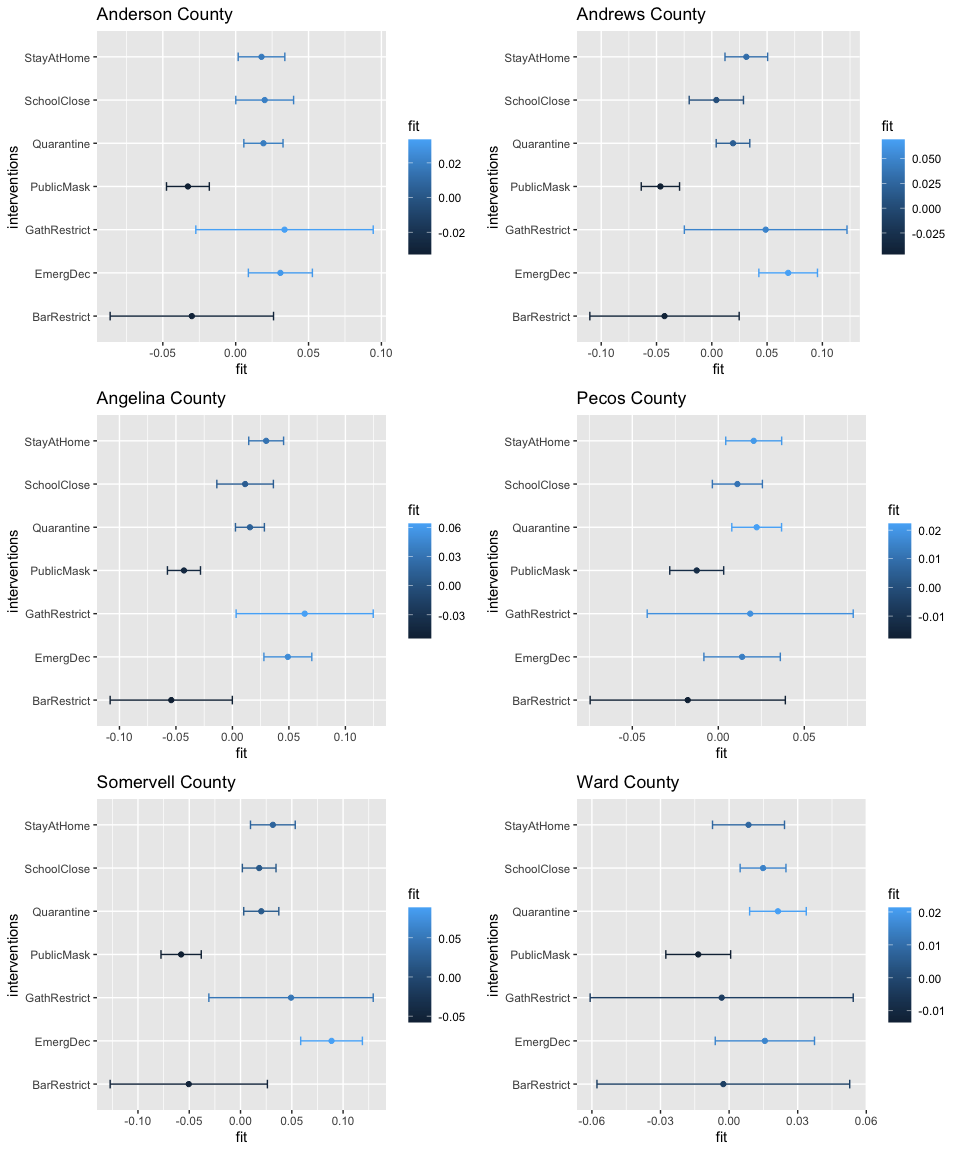 Anderson County
interventions
StayAtHome
SchoolClose
Quarantine
PublicMask
GathRestrict
EmergDec
BarRestrict
-0.05 0.00 0.05 0.10
fit
fit
0.02
0.00
-0.02
Andrews County
interventions
StayAtHome
SchoolClose
Quarantine
PublicMask
GathRestrict
EmergDec
BarRestrict
-0.10 -0.05 0.00 0.05 0.10
fit
fit
0.050
0.025
0.000
-0.025
Angelina County
interventions
StayAtHome
SchoolClose
Quarantine
PublicMask
GathRestrict
EmergDec
BarRestrict
-0.10 -0.05 0.00 0.05 0.10
fit
fit
0.06
0.03
0.00
-0.03
Pecos County
interventions
StayAtHome
SchoolClose
Quarantine
PublicMask
GathRestrict
EmergDec
BarRestrict
-0.05 0.00 0.05
fit
fit
0.02
0.01
0.00
-0.01
Somervell County
interventions
StayAtHome
SchoolClose
Quarantine
PublicMask
GathRestrict
EmergDec
BarRestrict
-0.10 -0.05 0.00 0.05 0.10
fit
fit
0.05
0.00
-0.05
Ward County
interventions
StayAtHome
SchoolClose
Quarantine
PublicMask
GathRestrict
EmergDec
BarRestrict
-0.06 -0.03 0.00 0.03 0.06
fit
fit
0.02
0.01
0.00
-0.01